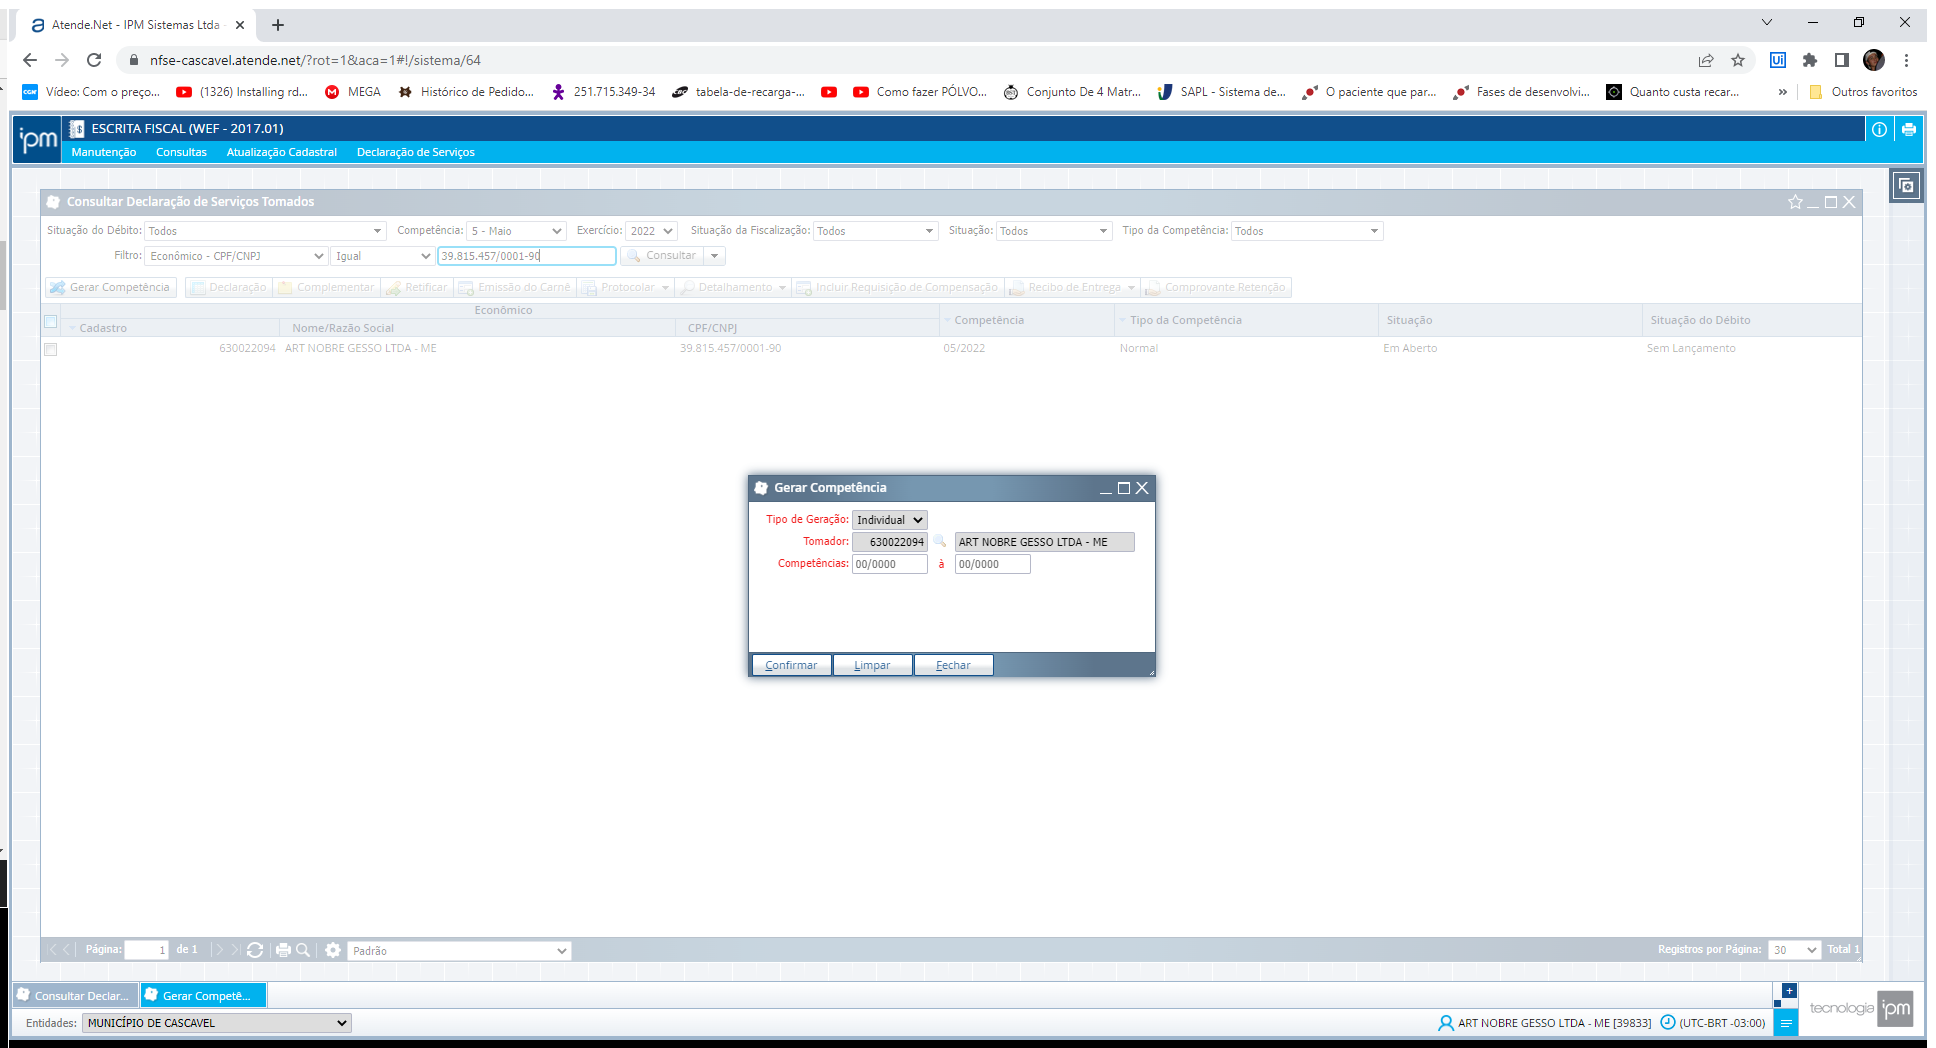 Atende.Net - IPM Sistemas Ltda
nfse-cascavel.atende.net/?rot=1&aca=1#!/sistema/64
Vídeo: Com o preço... (1326) Installing rd... MEGA Histórico de Pedido... 251.715.349-34 tabela-de-recarga-... Como fazer PÓLVO... Conjunto De 4 Matr... SAPL - Sistema de... O paciente que par... Fases de desenvolvi... Quanto custa recar... » Outros favoritos
ipm ESCRITA FISCAL (WEF - 2017.01)
Manutenção Consultas Atualização Cadastral Declaração de Serviços
Consultar Declaração de Serviços Tomados
Situação do Débito: Todos Competência: 5 - Maio Exercício: 2022 Situação da Fiscalização: Todos Situação: Todos Tipo da Competência: Todos
Filtro: Econômico - CPF/CNPJ Igual 39.815.457/0001-90 Consultar
Gerar Competência Declaração Complementar Retificar Emissão do Carnê Protocolar Detalhamento Incluir Requisição de Compensação Recibo de Entrega Comprovante Retenção
Econômico
Cadastro Nome/Razão Social CPF/CNPJ Competência Tipo da Competência Situação Situação do Débito
630022094 ART NOBRE GESSO LTDA - ME 39.815.457/0001-90 05/2022 Normal Em Aberto Sem Lançamento
Gerar Competência
Tipo de Geração: Individual
Tomador: 630022094 ART NOBRE GESSO LTDA - ME
Competências: 00/0000 à 00/0000
Confirmar Limpar Fechar
Página: 1 de 1 Padrão Registros por Página: 30 Total 1
Consultar Declar... Gerar Competê...
Entidades: MUNICÍPIO DE CASCAVEL ART NOBRE GESSO LTDA - ME [39833] (UTC-BRT -03:00) tecnologia ipm